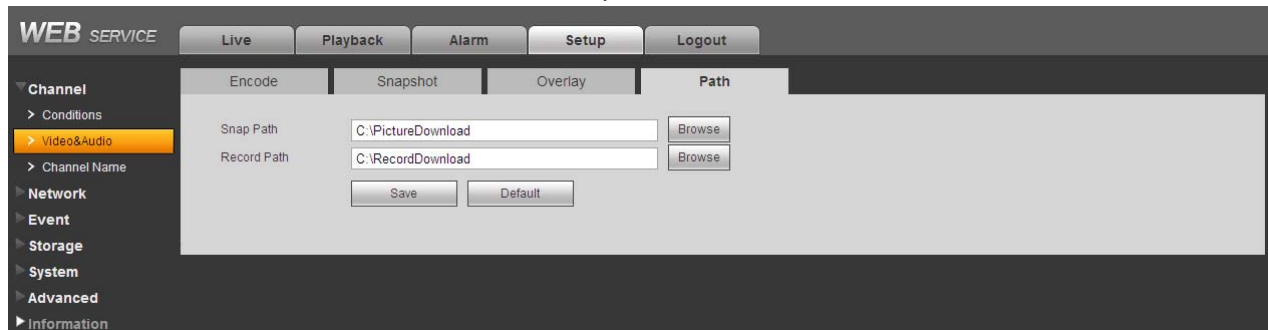 WEB SERVICE
Live Playback Alarm Setup Logout
Encode Snapshot Overlay Path
Channel
> Conditions
> Video&Audio
> Channel Name
Network
Event
Storage
System
Advanced
Information
Snap Path C:\PictureDownload Browse
Record Path C:\RecordDownload Browse
Save Default